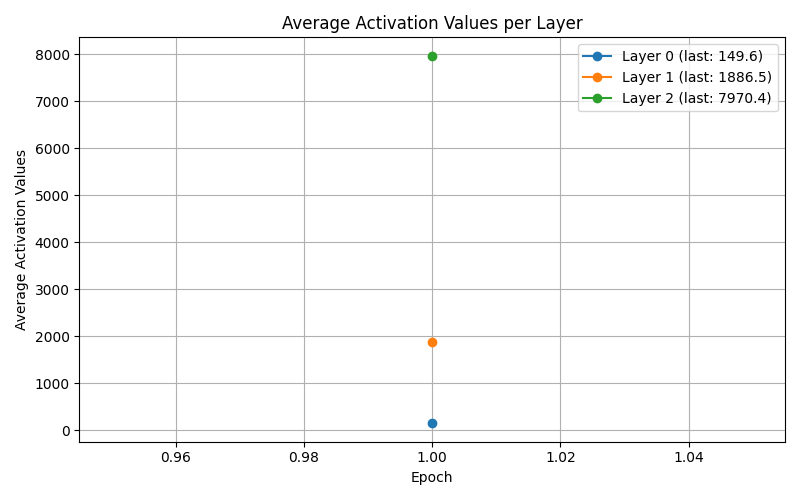 Average Activation Values per Layer
Layer 0 (last: 149.6)
Layer 1 (last: 1886.5)
Layer 2 (last: 7970.4)
Average Activation Values
8000
7000
6000
5000
4000
3000
2000
1000
0
0.96 0.98 1.00 1.02 1.04
Epoch